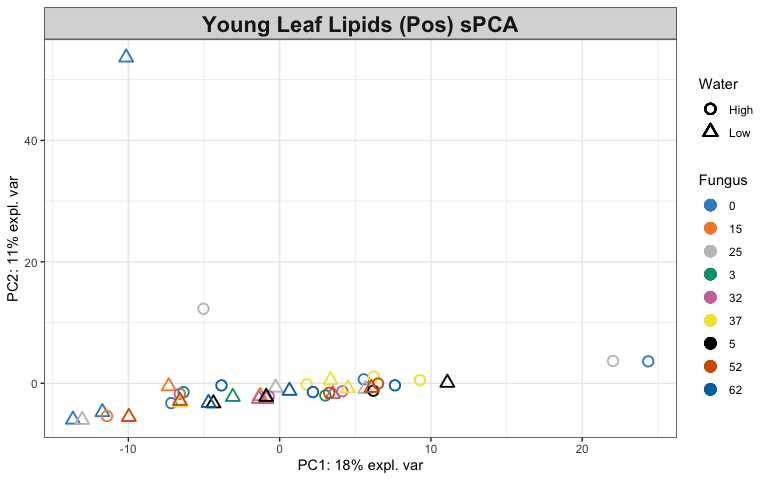 Young Leaf Lipids (Pos) sPCA
PC2: 11% expl. var
40
20
0
-10
0
10
20
PC1: 18% expl. var
Water
High
Low
Fungus
0
15
25
3
32
37
5
52
62